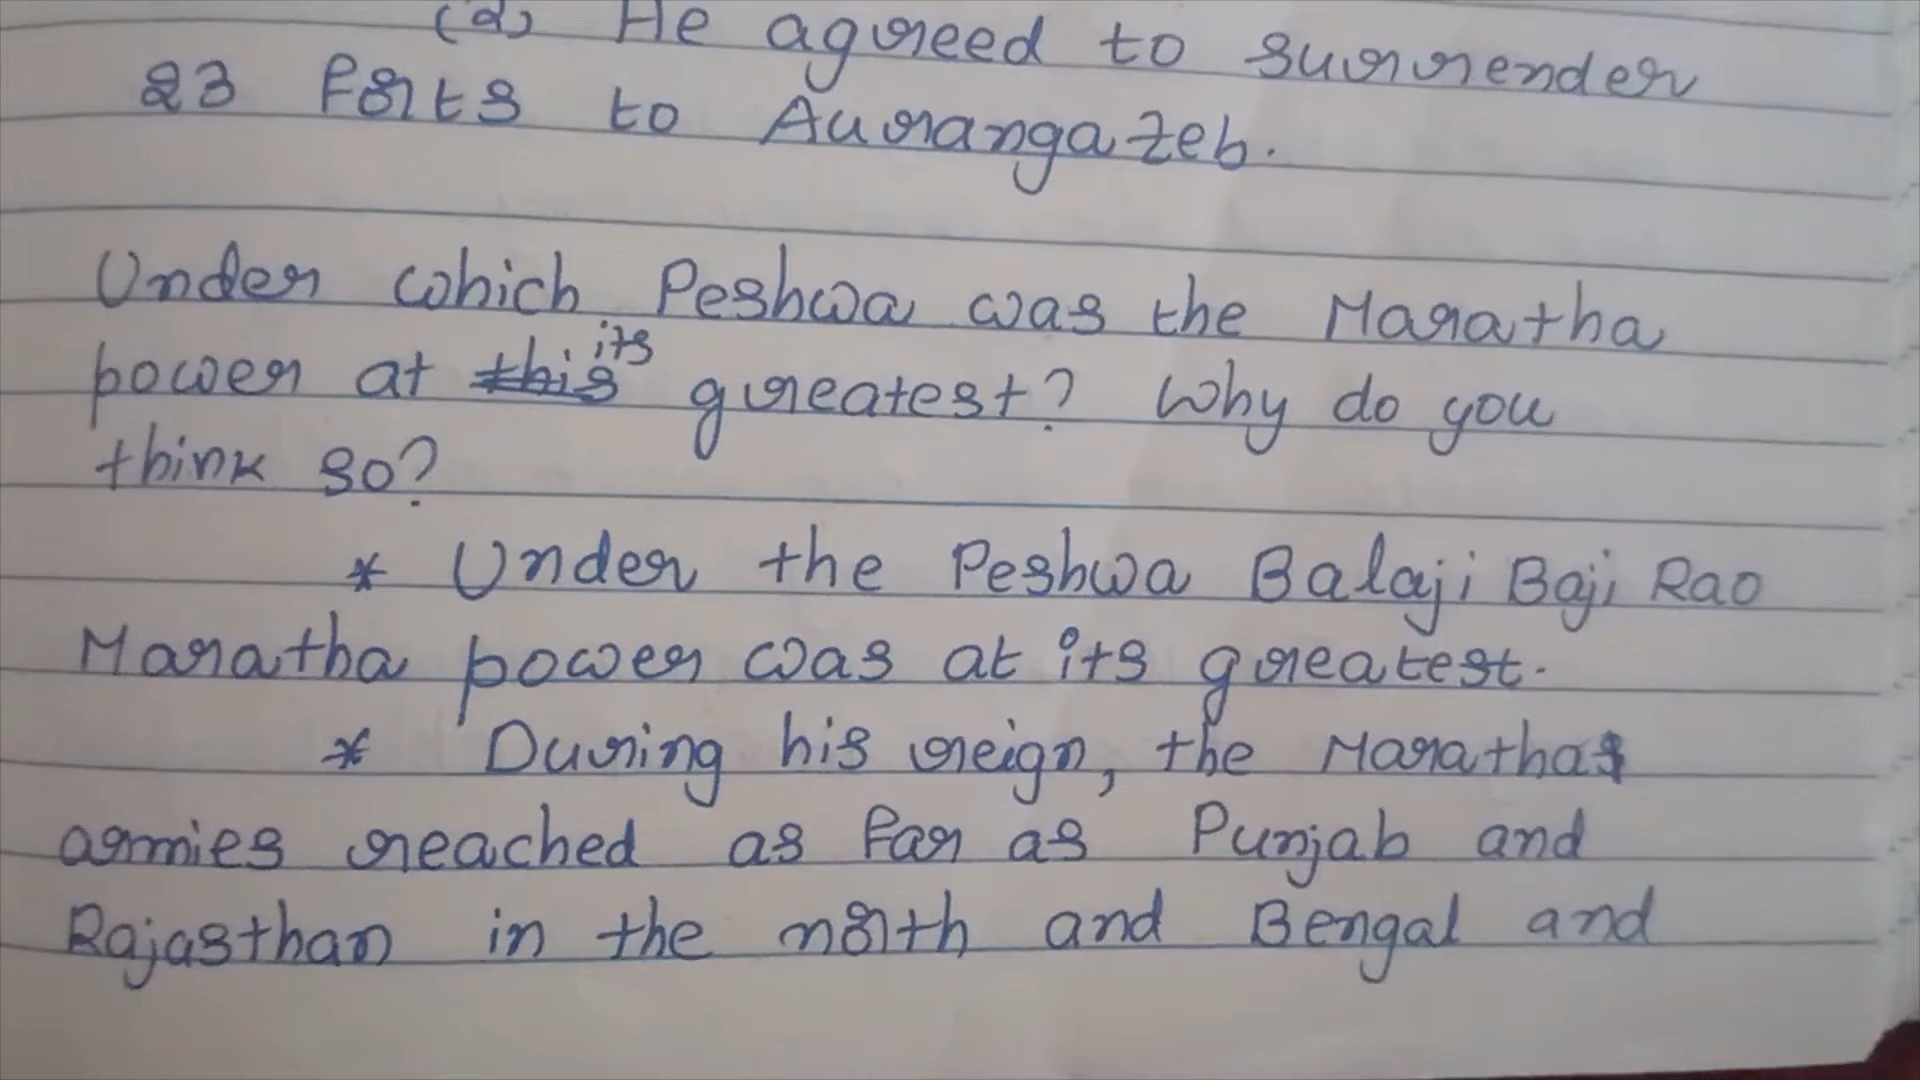 (d) He agreed to surrender
23 forts to Aurangazeb.
Under which Peshwa was the Maratha
power at this its greatest? Why do you
think so?
* Under the Peshwa Balaji Baji Rao
Maratha power was at its greatest.
* During his reign, the Marathas
armies reached as far as Punjab and
Rajasthan in the north and Bengal and